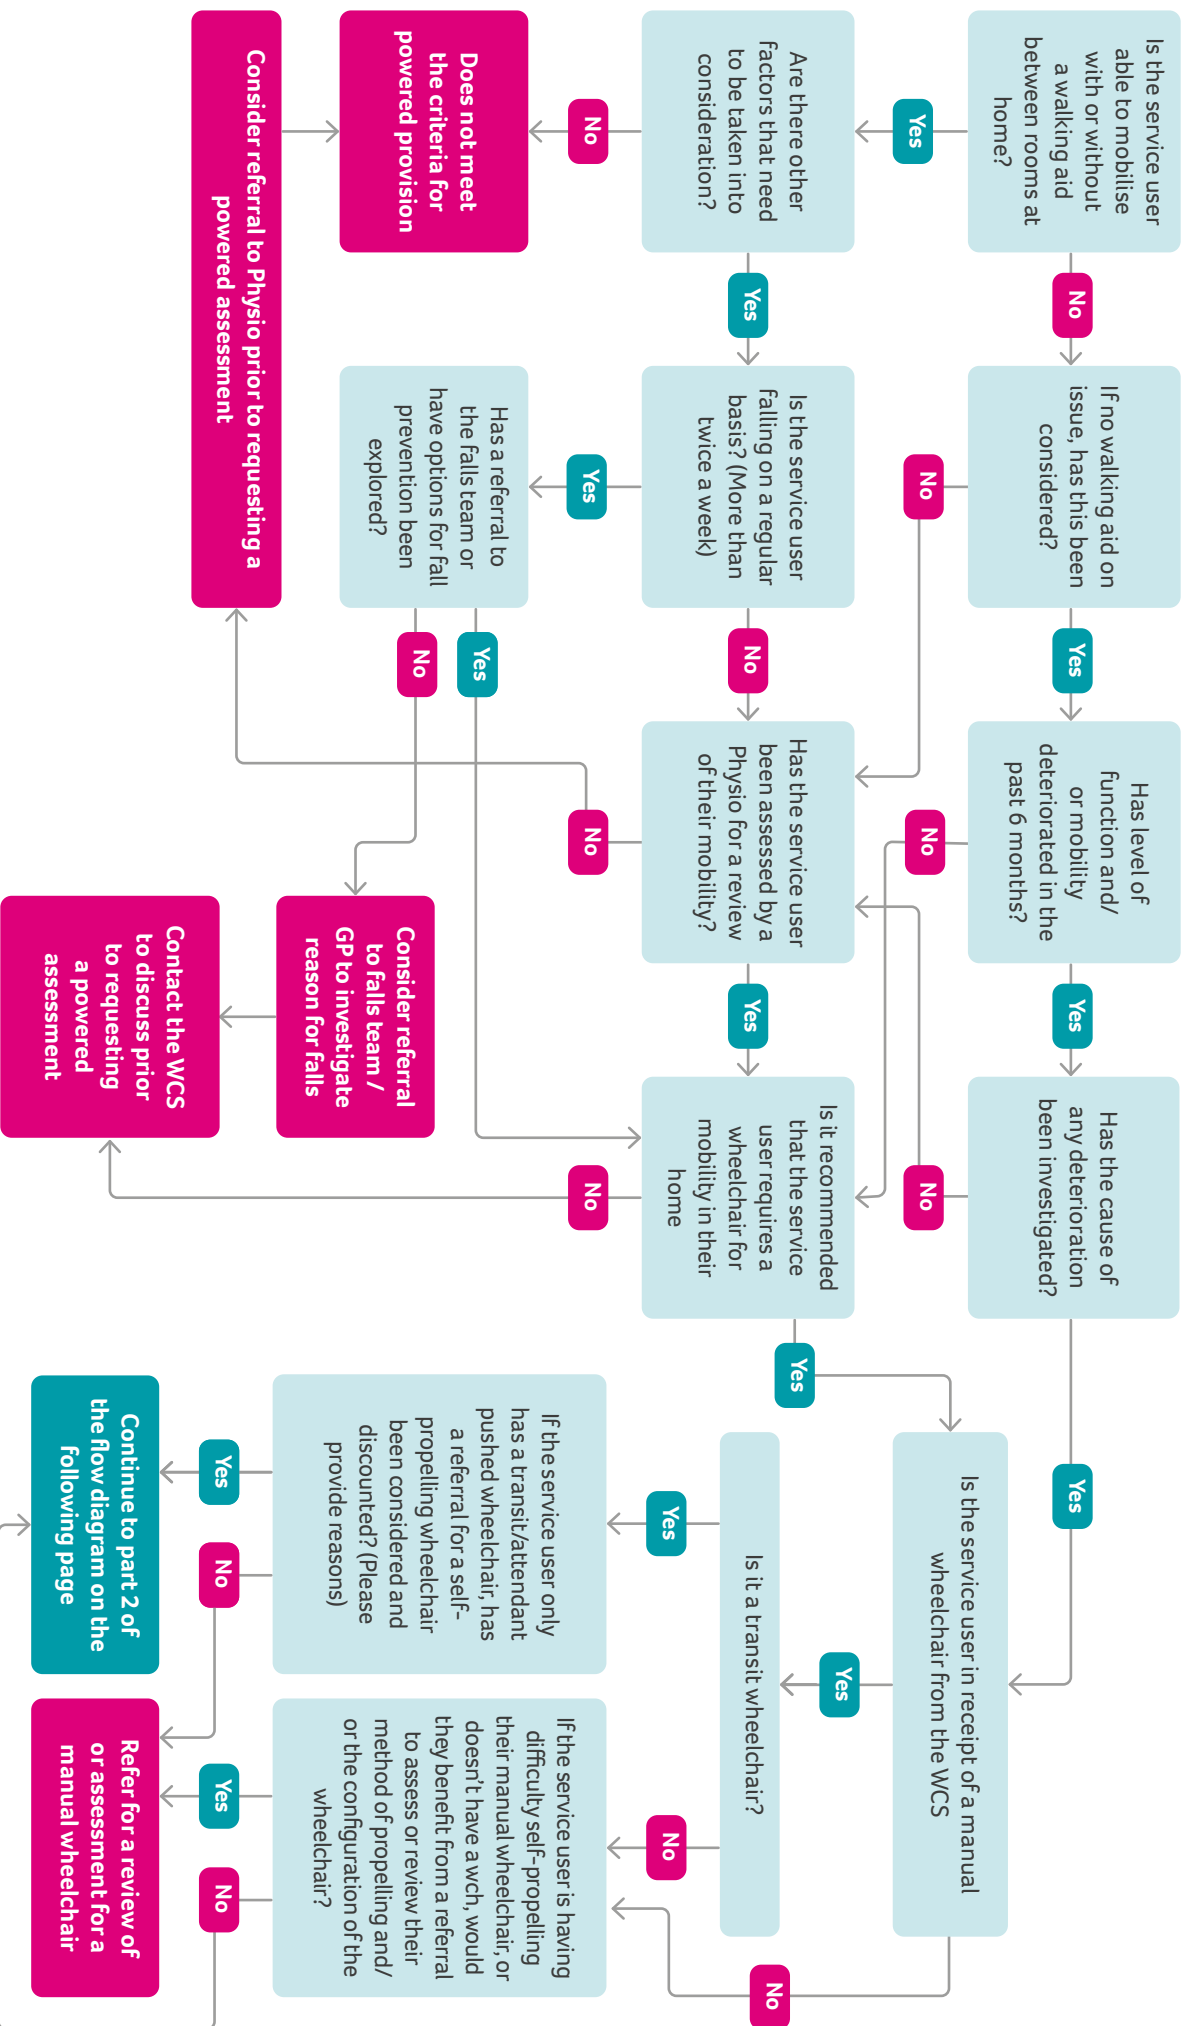 Is the service user
able to mobilise
with or without
a walking aid
between rooms at
home?
No
If no walking aid on
issue, has this been
considered?
Yes
Has level of
function and/
or mobility
deteriorated in the
past 6 months?
Yes
Has the cause of
any deterioration
been investigated?
Yes
Yes
No
No
No
Is the service user in receipt of a manual
wheelchair from the WCS
Are there other
factors that need
to be taken into
consideration?
Yes
Is the service user
falling on a regular
basis? (More than
twice a week)
No
Has the service user
been assessed by a
Physio for a review
of their mobility?
Yes
Is it recommended
that the service
user requires a
wheelchair for
mobility in their
home
Yes
Yes
No
Is it a transit wheelchair?
No
Yes
No
No
Yes
No
Does not meet
the criteria for
powered provision
Has a referral to
the falls team or
have options for fall
prevention been
explored?
Yes
No
If the service user only
has a transit/attendant
pushed wheelchair, has
a referral for a self-
propelling wheelchair
been considered and
discounted? (Please
provide reasons)
If the service user is having
difficulty self-propelling
their manual wheelchair, or
doesn't have a wch, would
they benefit from a referral
to assess or review their
method of propelling and/
or the configuration of the
wheelchair?
Consider referral to Physio prior to requesting a
powered assessment
Consider referral
to falls team /
GP to investigate
reason for falls
Yes
No
Yes
No
Contact the WCS
to discuss prior
to requesting
a powered
assessment
Continue to part 2 of
the flow diagram on the
following page
Refer for a review of
or assessment for a
manual wheelchair